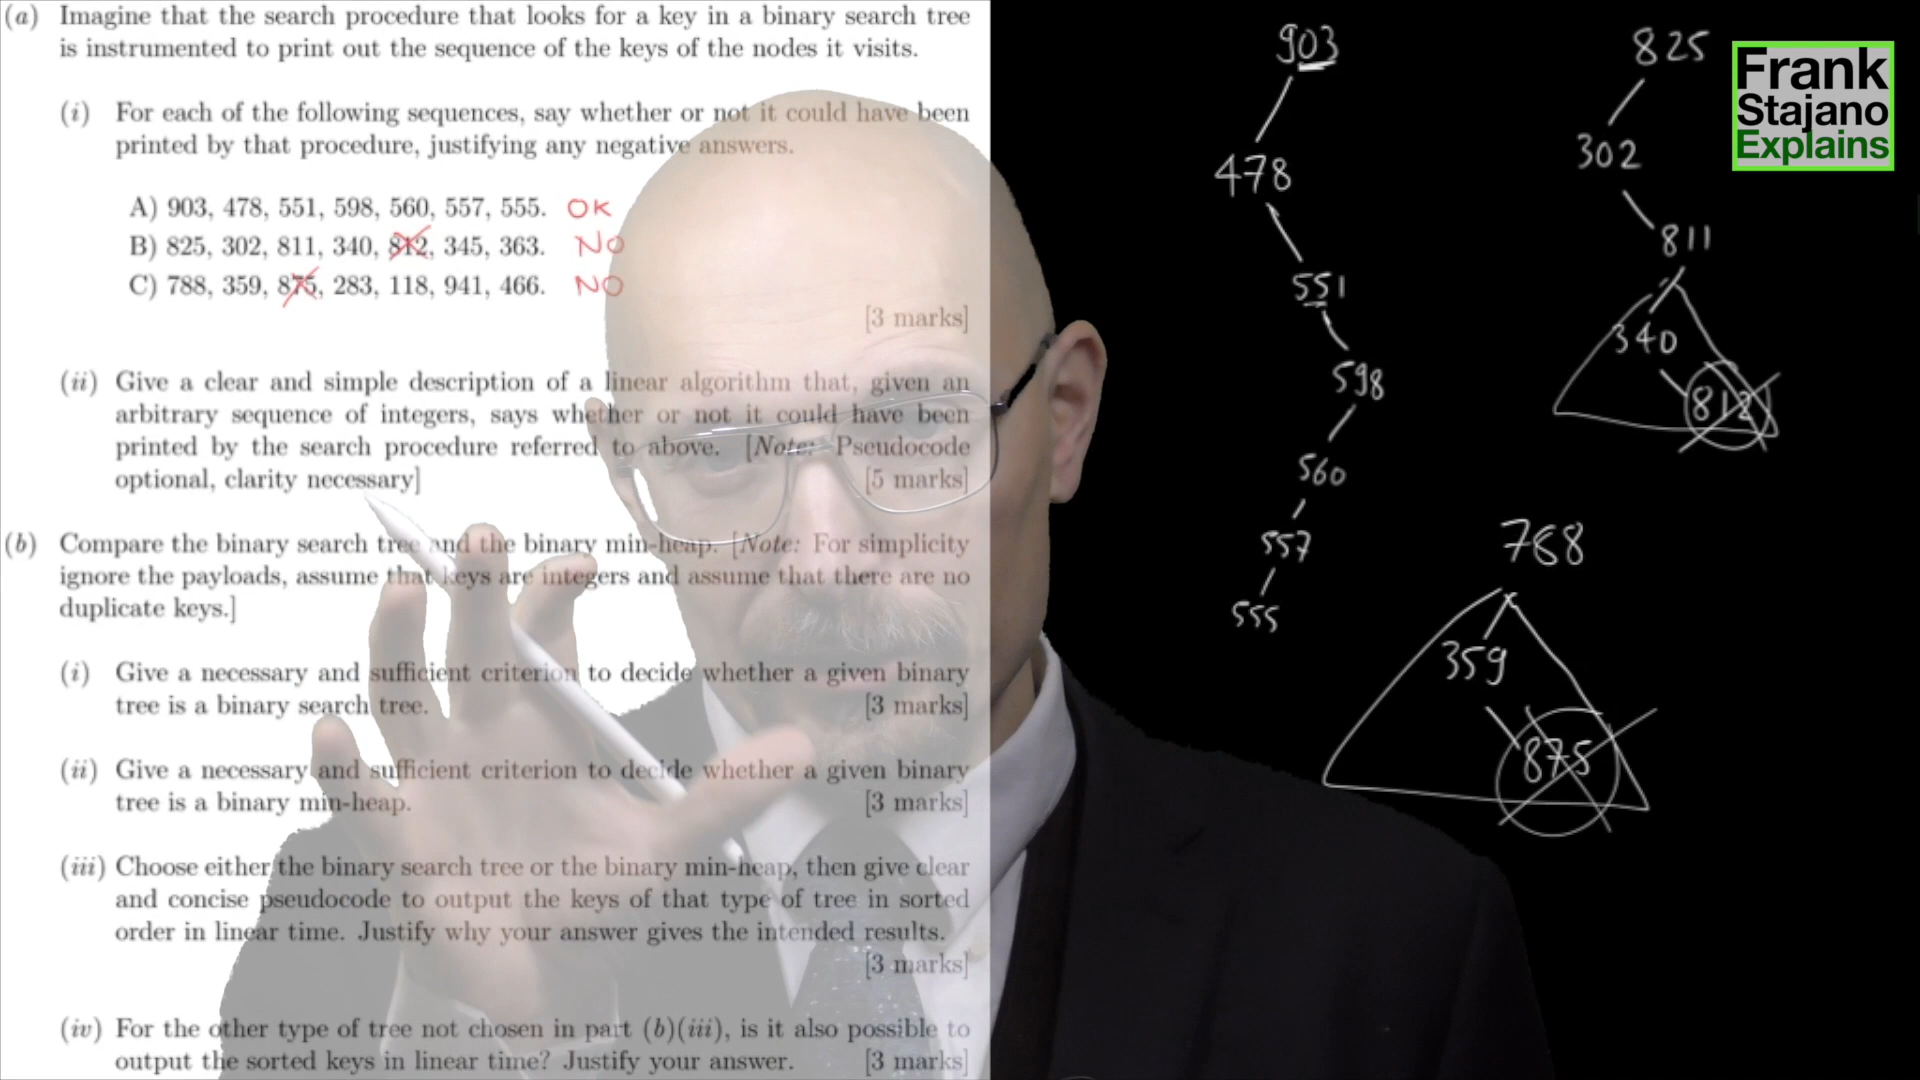 (a) Imagine that the search procedure that looks for a key in a binary search tree
is instrumented to print out the sequence of the keys of the nodes it visits.
(i) For each of the following sequences, say whether or not it could have been
printed by that procedure, justifying any negative answers.
A) 903, 478, 551, 598, 560, 557, 555. OK
B) 825, 302, 811, 340, 812, 345, 363. NO
C) 788, 359, 875, 283, 118, 941, 466. NO
[3 marks]
(ii) Give a clear and simple description of a linear algorithm that, given an
arbitrary sequence of integers, says whether or not it could have been
printed by the search procedure referred to above. [Note: Pseudocode
optional, clarity necessary] [5 marks]
(b) Compare the binary search tree and the binary min-heap. [Note: For simplicity
ignore the payloads, assume that keys are integers and assume that there are no
duplicate keys.]
(i) Give a necessary and sufficient criterion to decide whether a given binary
tree is a binary search tree. [3 marks]
(ii) Give a necessary and sufficient criterion to decide whether a given binary
tree is a binary min-heap. [3 marks]
(iii) Choose either the binary search tree or the binary min-heap, then give clear
and concise pseudocode to output the keys of that type of tree in sorted
order in linear time. Justify why your answer gives the intended results.
[3 marks]
(iv) For the other type of tree not chosen in part (b)(iii), is it also possible to
output the sorted keys in linear time? Justify your answer. [3 marks]
903
478
551
598
560
557
555
825
302
811
340
812
788
359
875
Frank
Stajano
Explains